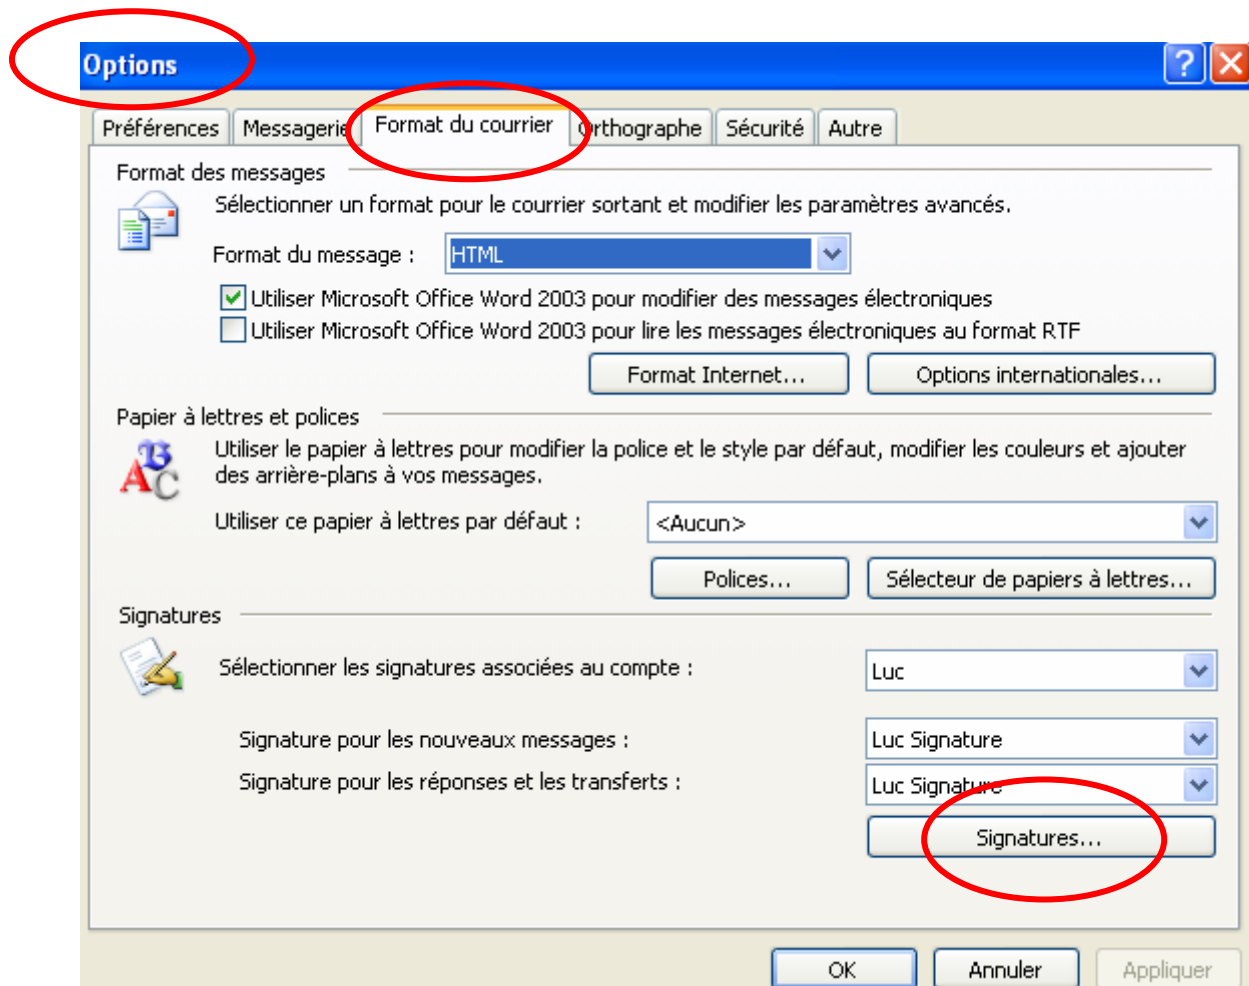 Options
Préférences Messagerie Format du courrier Orthographe Sécurité Autre
Format des messages
Sélectionner un format pour le courrier sortant et modifier les paramètres avancés.
Format du message : HTML
Utiliser Microsoft Office Word 2003 pour modifier des messages électroniques
Utiliser Microsoft Office Word 2003 pour lire les messages électroniques au format RTF
Format Internet... Options internationales...
Papier à lettres et polices
Utiliser le papier à lettres pour modifier la police et le style par défaut, modifier les couleurs et ajouter
des arrière-plans à vos messages.
Utiliser ce papier à lettres par défaut : <Aucun>
Polices... Sélecteur de papiers à lettres...
Signatures
Sélectionner les signatures associées au compte : Luc
Signature pour les nouveaux messages : Luc Signature
Signature pour les réponses et les transferts : Luc Signature
Signatures...
OK Annuler Appliquer